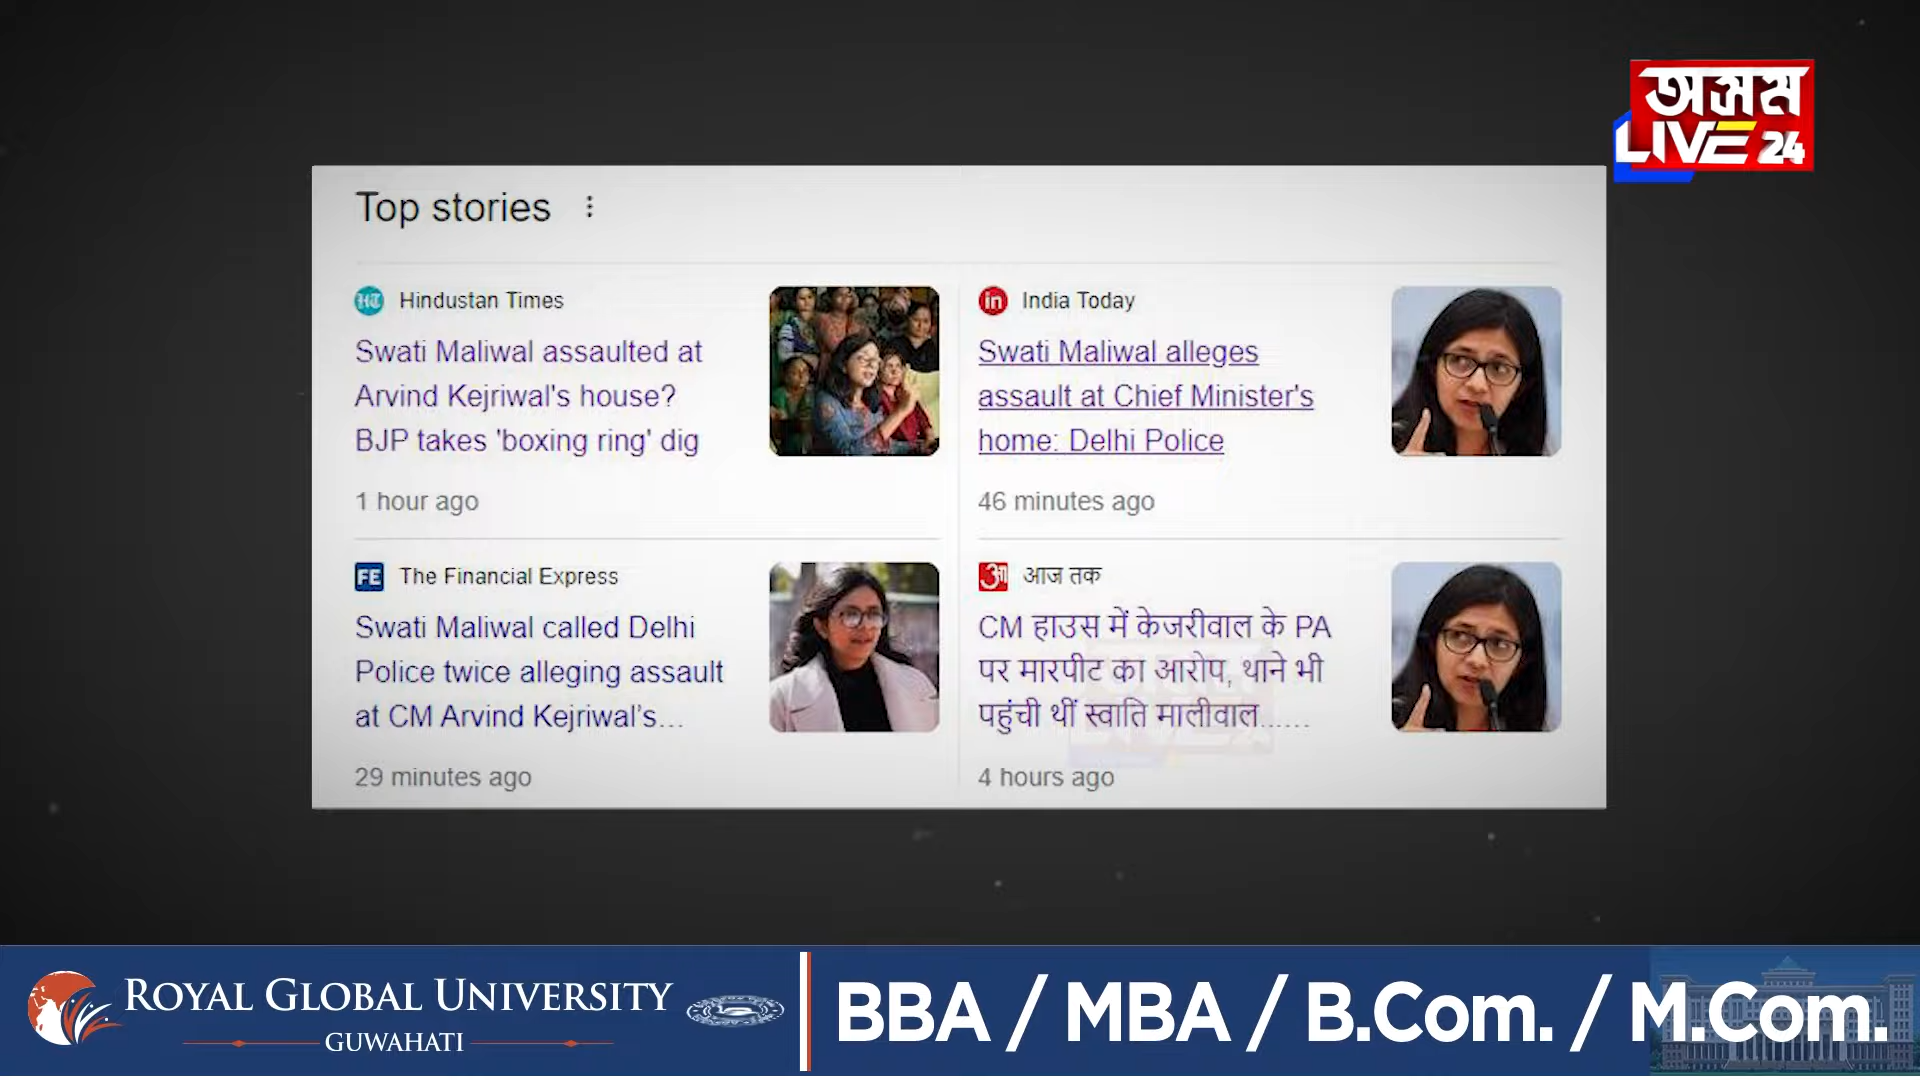 অসম
LIVE 24
Top stories
HT Hindustan Times
Swati Maliwal assaulted at
Arvind Kejriwal's house?
BJP takes 'boxing ring' dig
1 hour ago
in India Today
Swati Maliwal alleges
assault at Chief Minister's
home: Delhi Police
46 minutes ago
FE The Financial Express
Swati Maliwal called Delhi
Police twice alleging assault
at CM Arvind Kejriwal's...
29 minutes ago
आज तक
CM हाउस में केजरीवाल के PA
पर मारपीट का आरोप, थाने भी
पहुंची थीं स्वाति मालीवाल......
4 hours ago
ROYAL GLOBAL UNIVERSITY
GUWAHATI
BBA / MBA / B.Com. / M.Com.